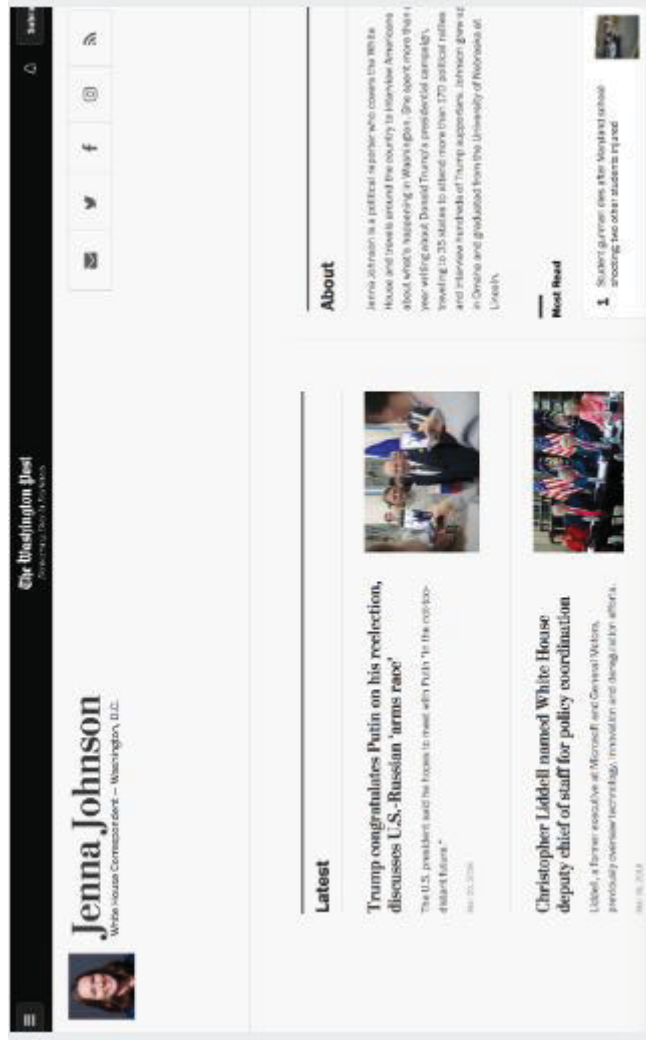 The Washington Post
Democracy Dies in Darkness
Jenna Johnson
White House Correspondent — Washington, D.C.
Latest
Trump congratulates Putin on his reelection,
discusses U.S.-Russian 'arms race'
The U.S. president said he hopes to meet with Putin "in the not-too-
distant future."
Christopher Liddell named White House
deputy chief of staff for policy coordination
Liddell, a former executive at Microsoft and General Motors,
previously oversaw technology, innovation and deregulation efforts.
About
Jenna Johnson is a political reporter who covers the White
House and travels around the country to interview Americans
about what's happening in Washington. She spent more than
year writing about Donald Trump's presidential campaign,
traveling to 35 states to attend more than 170 political rallies
and interview hundreds of Trump supporters. Johnson grew up
in Omaha and graduated from the University of Nebraska at
Lincoln.
Most Read
1 Student gunman dies after Maryland school
shooting; two other students injured